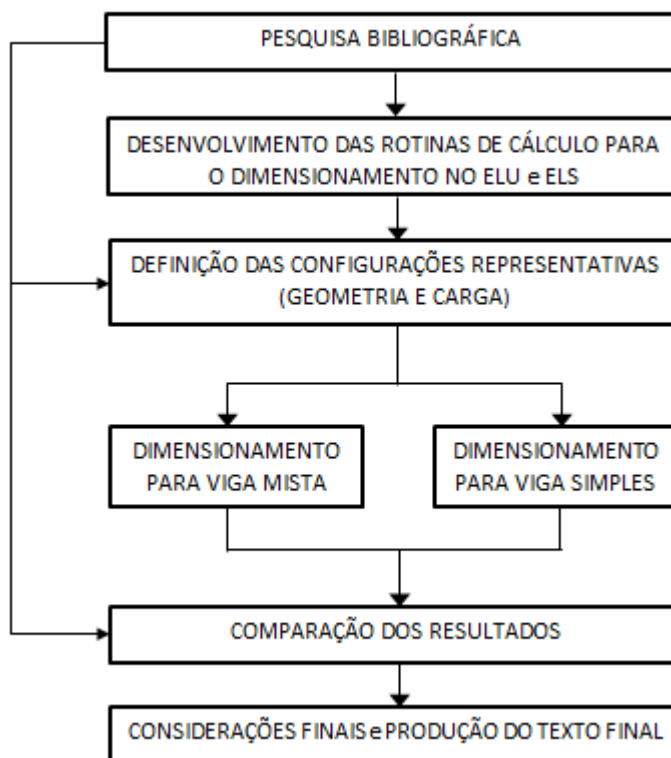 PESQUISA BIBLIOGRÁFICA
DESENVOLVIMENTO DAS ROTINAS DE CÁLCULO PARA
O DIMENSIONAMENTO NO ELU e ELS
DEFINIÇÃO DAS CONFIGURAÇÕES REPRESENTATIVAS
(GEOMETRIA E CARGA)
DIMENSIONAMENTO
PARA VIGA MISTA
DIMENSIONAMENTO
PARA VIGA SIMPLES
COMPARAÇÃO DOS RESULTADOS
CONSIDERAÇÕES FINAIS e PRODUÇÃO DO TEXTO FINAL